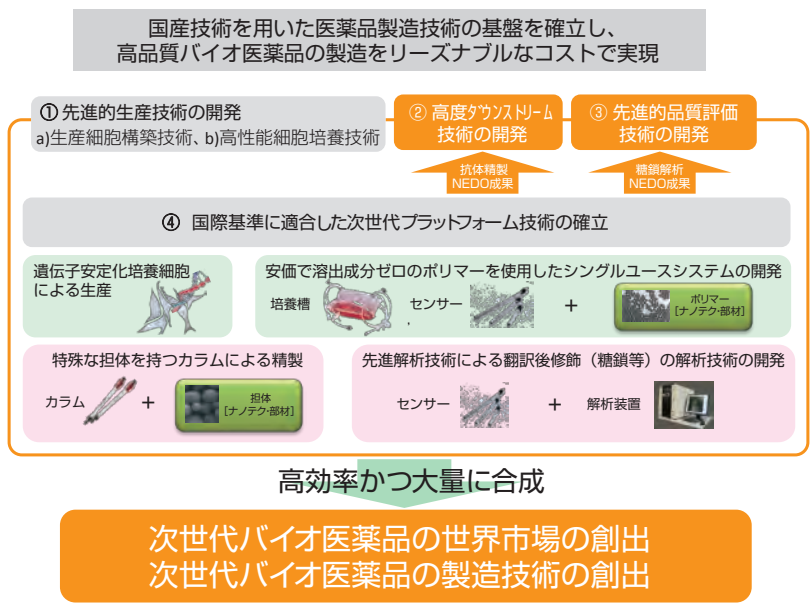 国産技術を用いた医薬品製造技術の基盤を確立し、
高品質バイオ医薬品の製造をリーズナブルなコストで実現
① 先進的生産技術の開発
a)生産細胞構築技術、b)高性能細胞培養技術
② 高度ダウンストリーム
技術の開発
③ 先進的品質評価
技術の開発
抗体精製
NEDO成果
糖鎖解析
NEDO成果
④ 国際基準に適合した次世代プラットフォーム技術の確立
遺伝子安定化培養細胞
による生産
安価で溶出成分ゼロのポリマーを使用したシングルユースシステムの開発
培養槽
センサー
+
ポリマー
[ナノテク・部材]
特殊な担体を持つカラムによる精製
カラム
+
担体
[ナノテク・部材]
先進解析技術による翻訳後修飾（糖鎖等）の解析技術の開発
センサー
+
解析装置
高効率かつ大量に合成
次世代バイオ医薬品の世界市場の創出
次世代バイオ医薬品の製造技術の創出